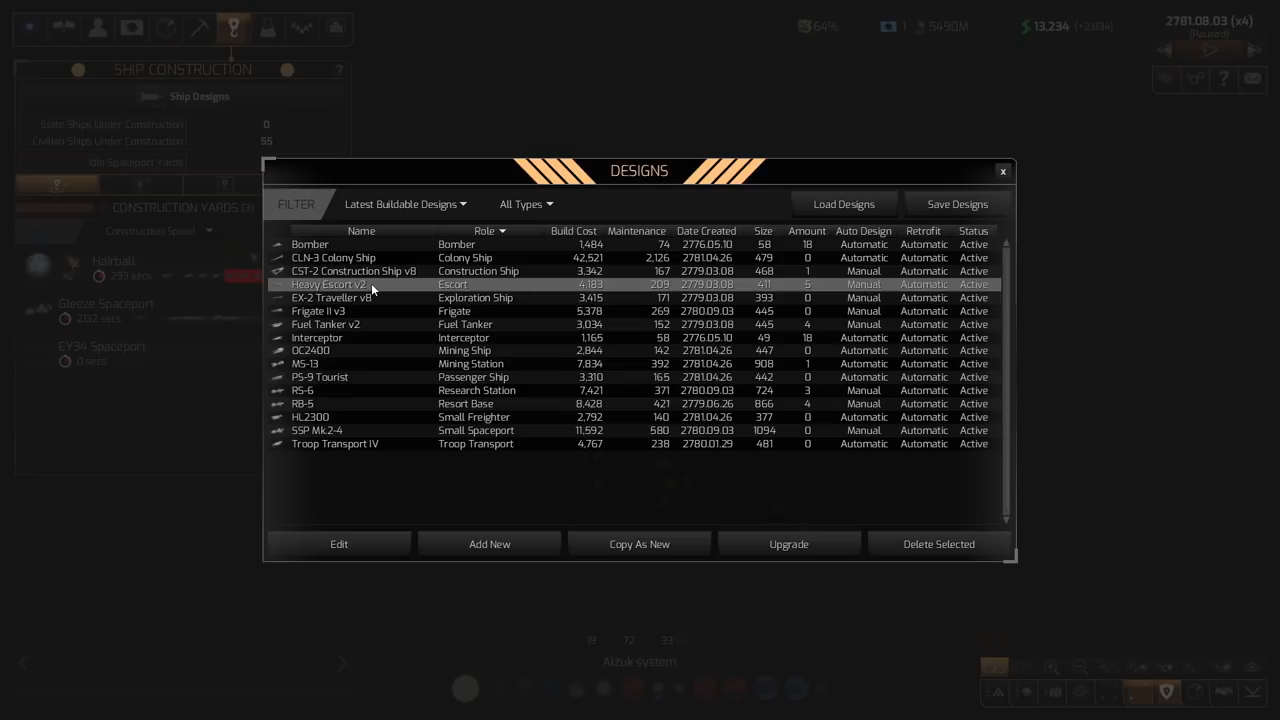 64%
5490M
13,234 (+2,034)
2781.08.03 (x4)
(Paused)
SHIP CONSTRUCTION
?
?
Ship Designs
State Ships Under Construction 0
Civilian Ships Under Construction 55
Idle Spaceport Yards
CONSTRUCTION YARDS (3)
Construction Speed
Hairball
293 secs
Gleeze Spaceport
2132 secs
EY34 Spaceport
0 secs
DESIGNS
x
FILTER Latest Buildable Designs All Types Load Designs Save Designs
Name Role Build Cost Maintenance Date Created Size Amount Auto Design Retrofit Status
Bomber Bomber 1,484 74 2776.05.10 58 18 Automatic Automatic Active
CLN-3 Colony Ship Colony Ship 42,521 2,126 2781.04.26 479 0 Automatic Automatic Active
CST-2 Construction Ship v8 Construction Ship 3,342 167 2779.03.08 468 1 Manual Automatic Active
Heavy Escort v2 Escort 4,183 209 2779.03.08 411 5 Manual Automatic Active
EX-2 Traveller v8 Exploration Ship 3,415 171 2779.03.08 393 0 Manual Automatic Active
Frigate II v3 Frigate 5,378 269 2780.09.03 445 0 Manual Automatic Active
Fuel Tanker v2 Fuel Tanker 3,034 152 2779.03.08 445 4 Manual Automatic Active
Interceptor Interceptor 1,165 58 2776.05.10 49 18 Automatic Automatic Active
OC2400 Mining Ship 2,844 142 2781.04.26 447 0 Automatic Automatic Active
MS-13 Mining Station 7,834 392 2781.04.26 908 1 Automatic Automatic Active
PS-9 Tourist Passenger Ship 3,310 165 2781.04.26 442 0 Automatic Automatic Active
RS-6 Research Station 7,421 371 2780.09.03 724 3 Manual Automatic Active
RB-5 Resort Base 8,428 421 2779.06.26 866 4 Manual Automatic Active
HL2300 Small Freighter 2,792 140 2781.04.26 377 0 Automatic Automatic Active
SSP Mk.2-4 Small Spaceport 11,592 580 2780.09.03 1094 0 Manual Automatic Active
Troop Transport IV Troop Transport 4,767 238 2780.01.29 481 0 Automatic Automatic Active
Edit Add New Copy As New Upgrade Delete Selected
19 72 33
Alzuk system